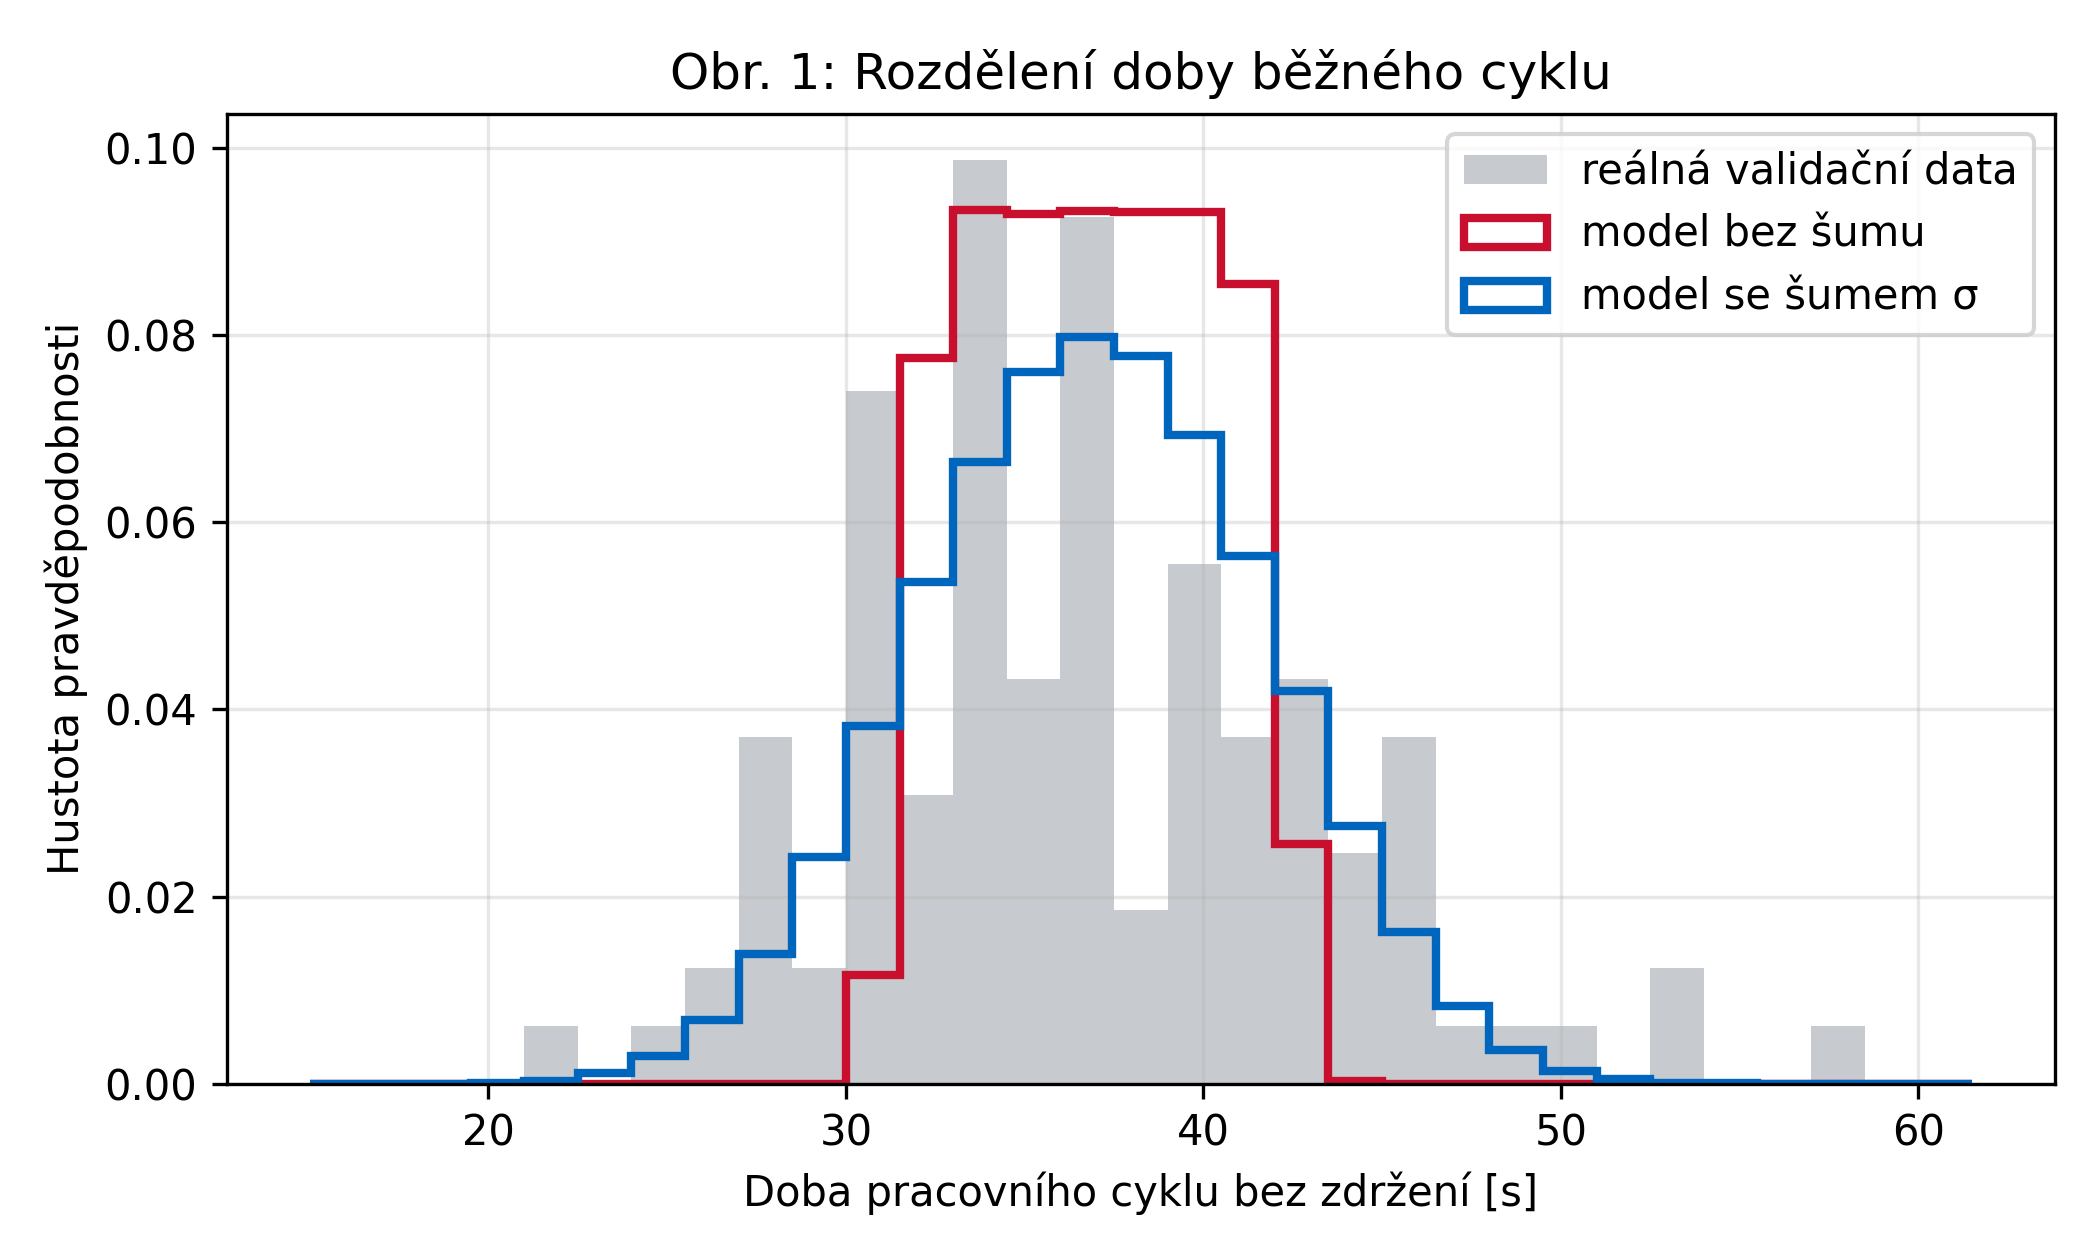 Obr. 1: Rozdělení doby běžného cyklu
reálná validační data
model bez šumu
model se šumem σ
Hustota pravděpodobnosti
0.10
0.08
0.06
0.04
0.02
0.00
20 30 40 50 60
Doba pracovního cyklu bez zdržení [s]